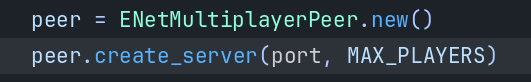 peer = ENetMultiplayerPeer.new()
peer.create_server(port, MAX_PLAYERS)